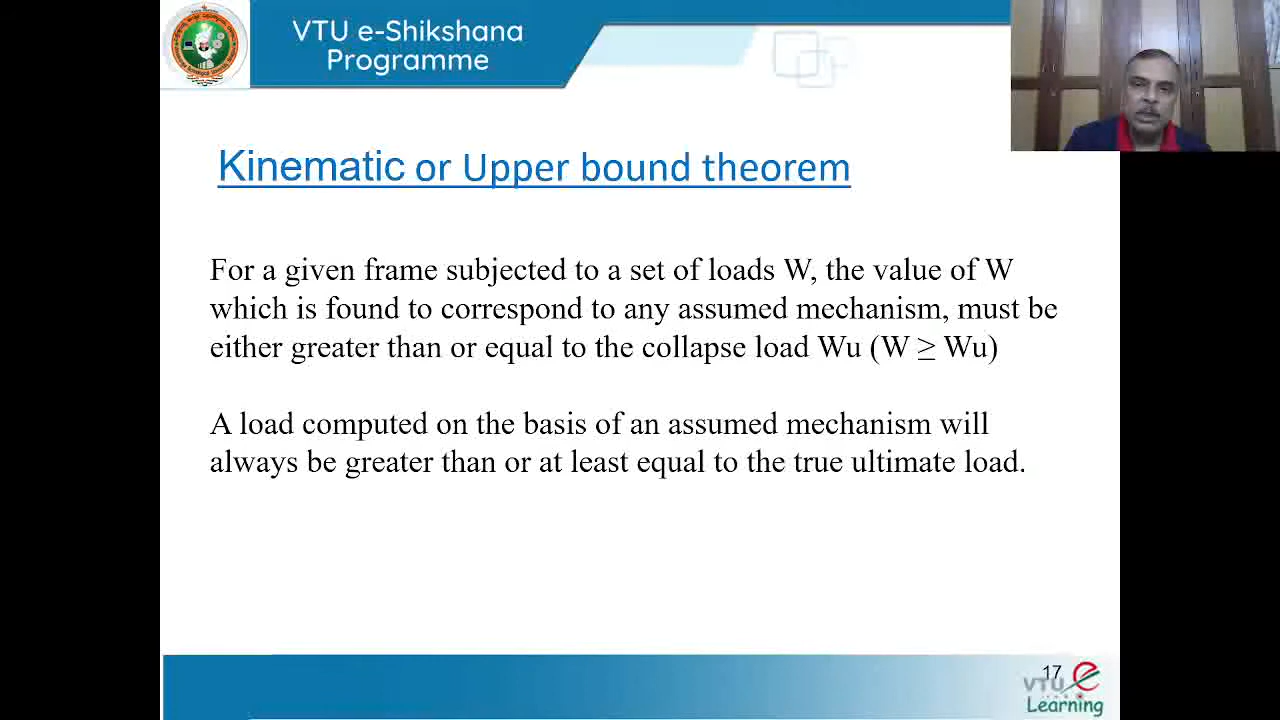 VTU e-Shikshana
Programme
Kinematic or Upper bound theorem
For a given frame subjected to a set of loads W, the value of W
which is found to correspond to any assumed mechanism, must be
either greater than or equal to the collapse load Wu (W ≥ Wu)
A load computed on the basis of an assumed mechanism will
always be greater than or at least equal to the true ultimate load.
17
VTU e
Learning